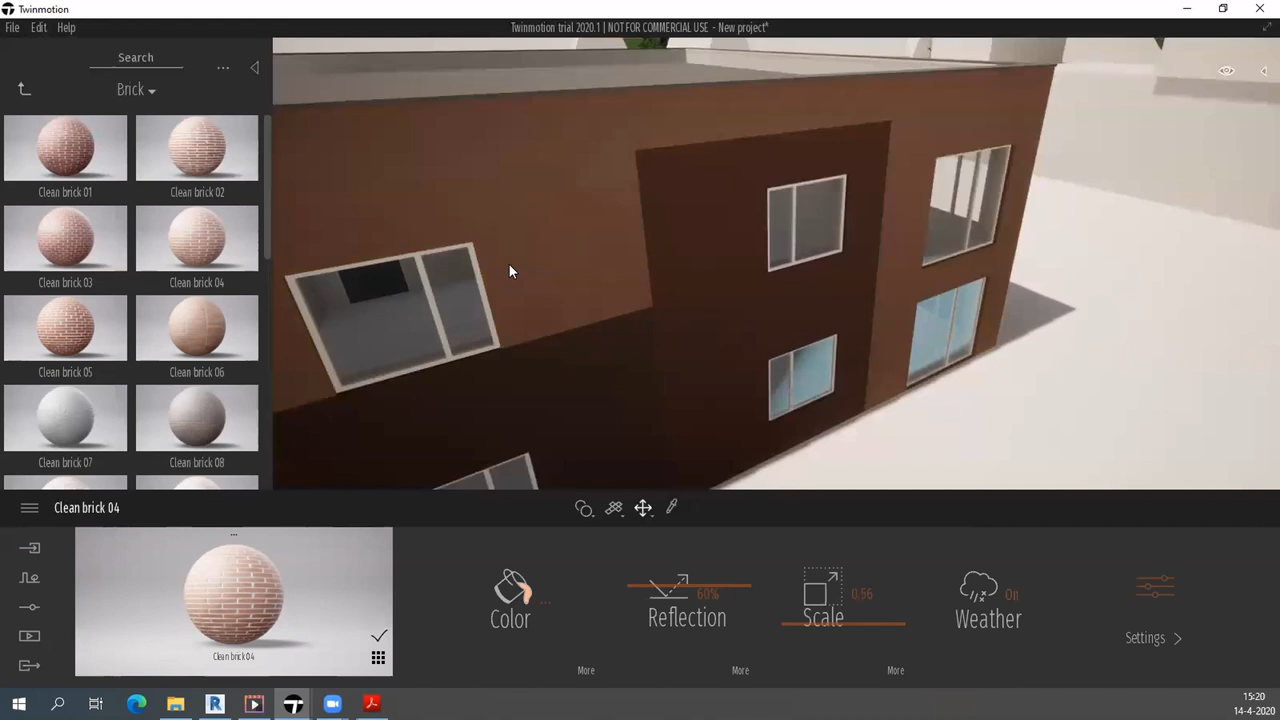 Twinmotion
File Edit Help
Twinmotion trial 2020.1 | NOT FOR COMMERCIAL USE - New project*
Search
...
Brick
Clean brick 01
Clean brick 02
Clean brick 03
Clean brick 04
Clean brick 05
Clean brick 06
Clean brick 07
Clean brick 08
Clean brick 04
...
Clean brick 04
Color
...
60%
Reflection
0.56
Scale
On
Weather
Settings
More
More
More
15:20
14-4-2020